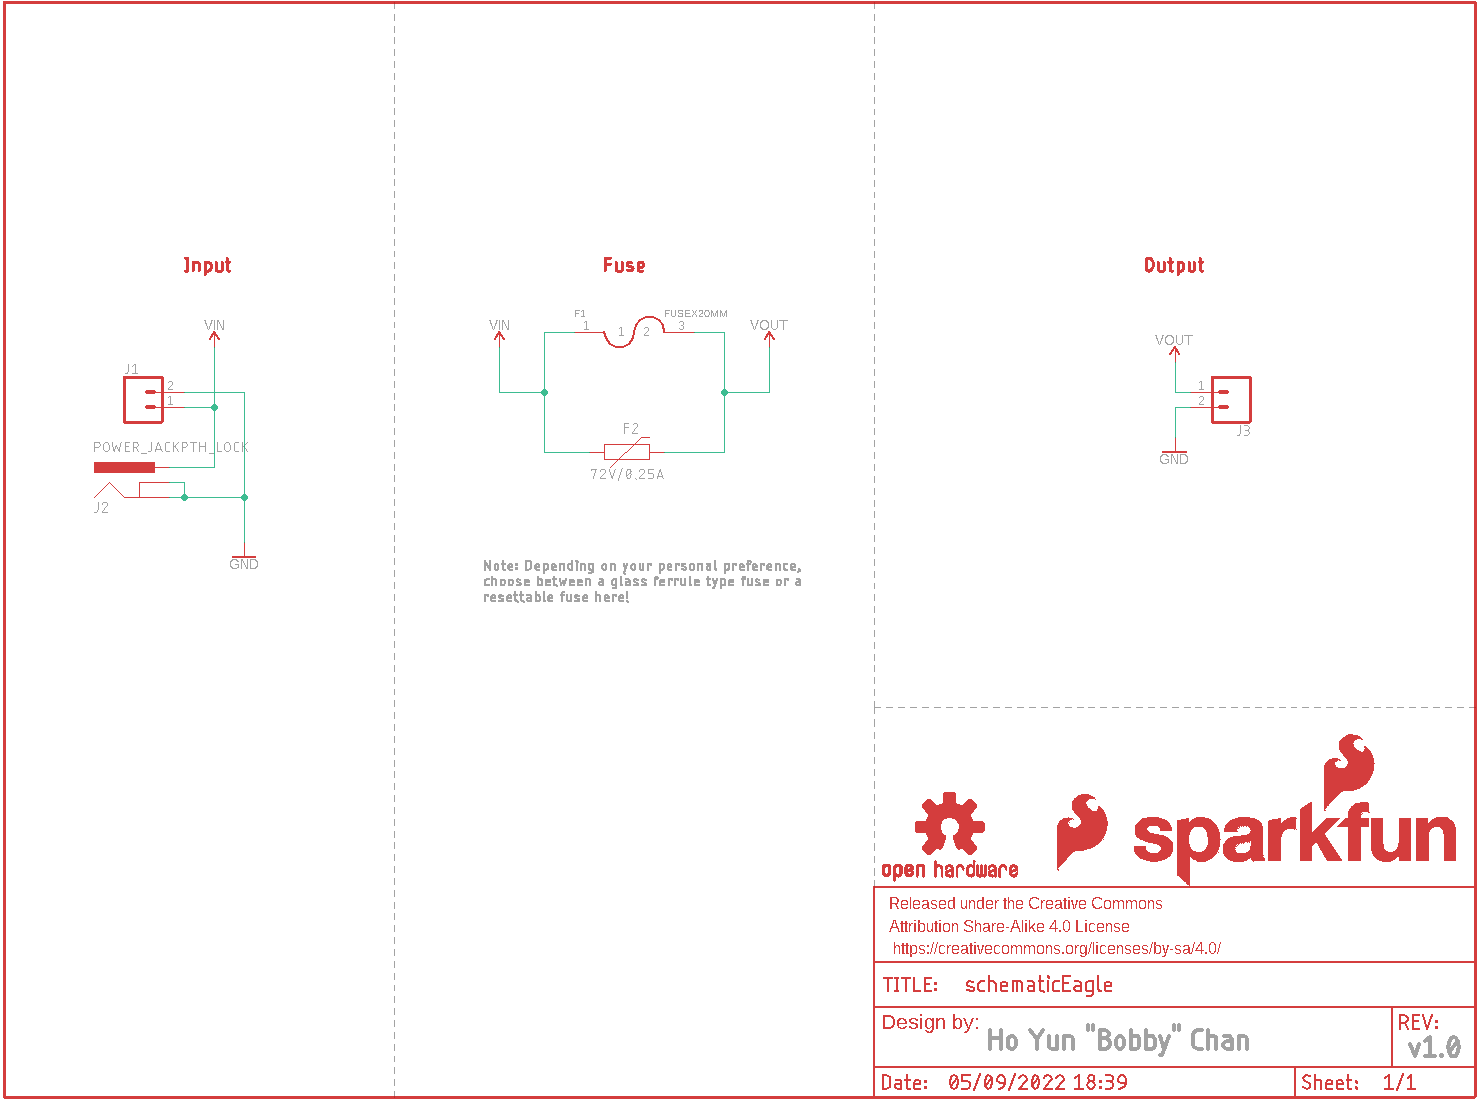 Input
VIN
J1
2
1
POWER_JACKPTH_LOCK
J2
GND
Fuse
VIN
F1
1
1
2
FUSEX20MM
3
VOUT
F2
72V/0.25A
Note: Depending on your personal preference,
choose between a glass ferrule type fuse or a
resettable fuse here!
Output
VOUT
1
2
J3
GND
open hardware
sparkfun
Released under the Creative Commons
Attribution Share-Alike 4.0 License
https://creativecommons.org/licenses/by-sa/4.0/
TITLE: schematicEagle
Design by: Ho Yun "Bobby" Chan
REV: v1.0
Date: 05/09/2022 18:39
Sheet: 1/1